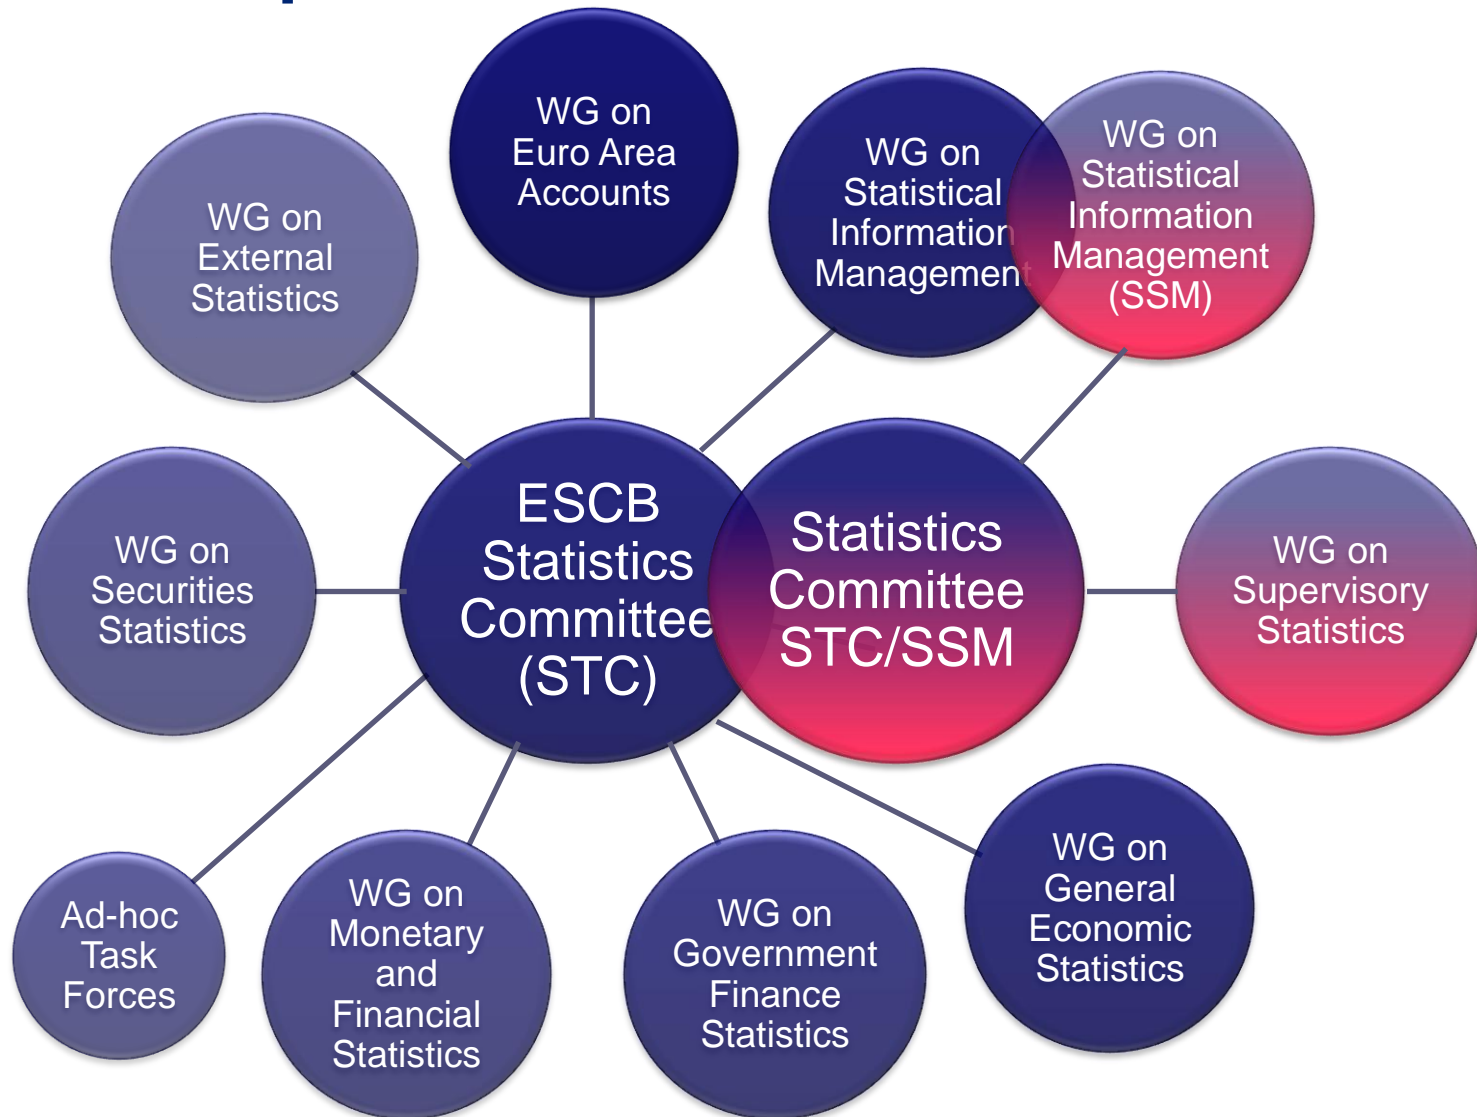 WG on
Euro Area
Accounts
WG on
Statistical
Information
Management
WG on
Statistical
Information
Management
(SSM)
WG on
External
Statistics
ESCB
Statistics
Committee
(STC)
Statistics
Committee
STC/SSM
WG on
Securities
Statistics
WG on
Supervisory
Statistics
Ad-hoc
Task
Forces
WG on
Monetary
and
Financial
Statistics
WG on
Government
Finance
Statistics
WG on
General
Economic
Statistics